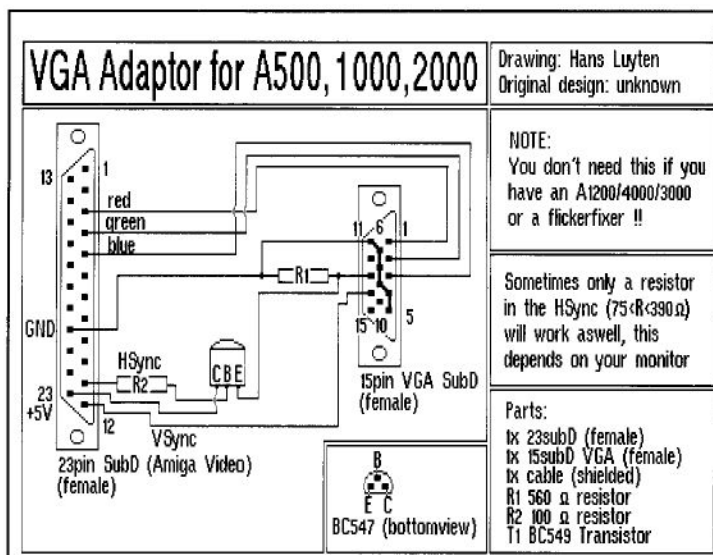 VGA Adaptor for A500, 1000, 2000
Drawing: Hans Luyten
Original design: unknown
NOTE:
You don't need this if you
have an A1200/4000/3000
or a flickerfixer !!
Sometimes only a resistor
in the HSync (75<R<390Ω)
will work aswell, this
depends on your monitor
Parts:
1x 23subD (female)
1x 15subD VGA (female)
1x cable (shielded)
R1 560 Ω resistor
R2 100 Ω resistor
T1 BC549 Transistor
13
1
red
green
blue
GND
HSync
R2
23
+5V
12
VSync
23pin SubD (Amiga Video)
(female)
C B E
R1
11 6 1
15 10 5
15pin VGA SubD
(female)
B
E C
BC547 (bottomview)